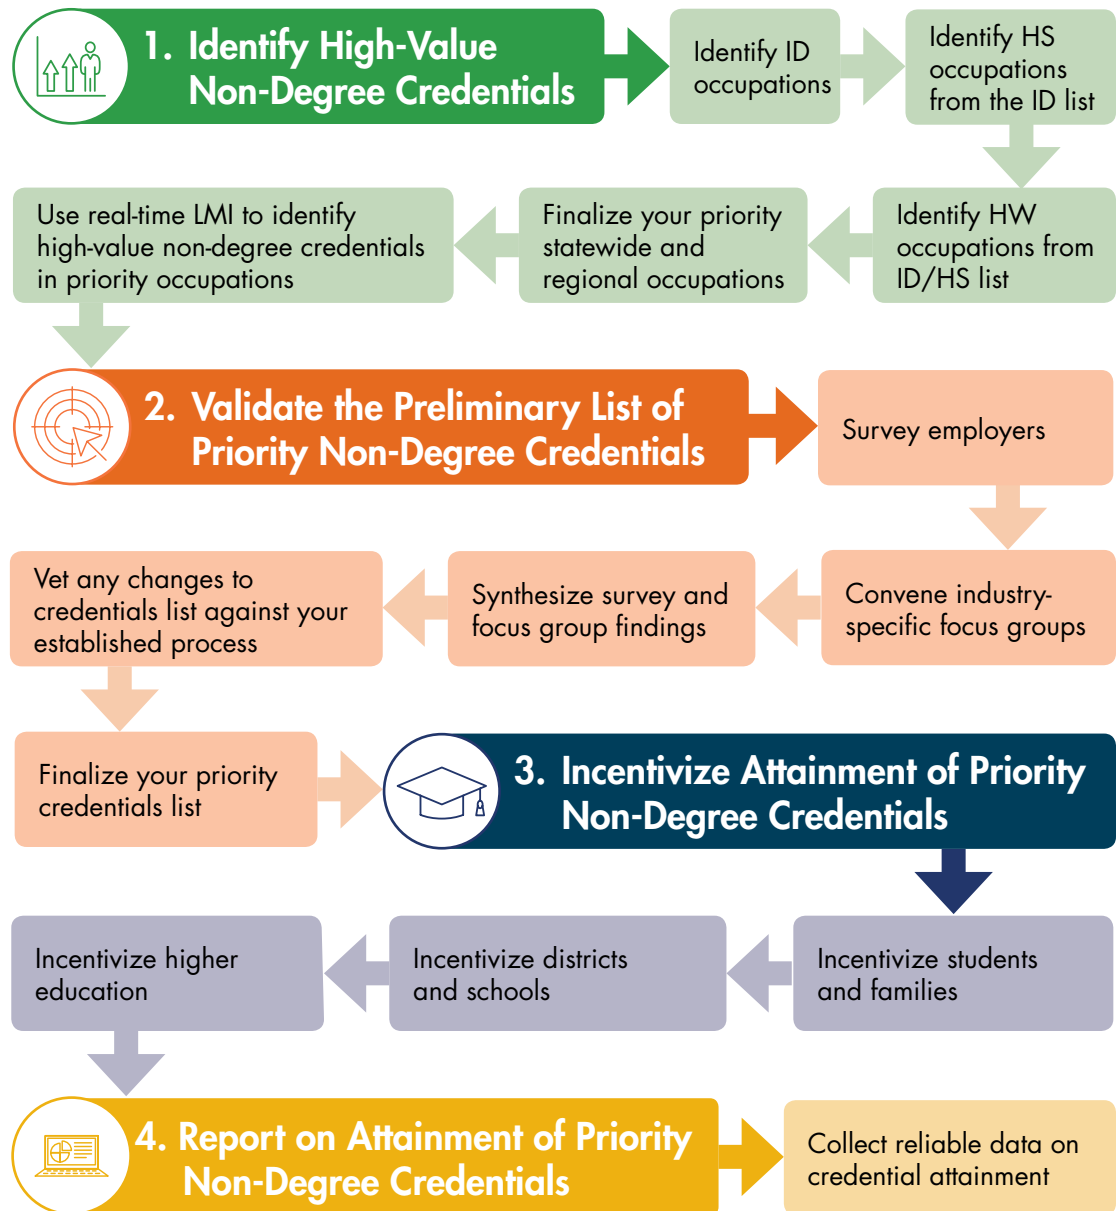 1. Identify High-Value
Non-Degree Credentials
Identify ID
occupations
Identify HS
occupations
from the ID list
Identify HW
occupations from
ID/HS list
Finalize your priority
statewide and
regional occupations
Use real-time LMI to identify
high-value non-degree credentials
in priority occupations
2. Validate the Preliminary List of
Priority Non-Degree Credentials
Survey employers
Convene industry-
specific focus groups
Synthesize survey and
focus group findings
Vet any changes to
credentials list against your
established process
Finalize your priority
credentials list
3. Incentivize Attainment of Priority
Non-Degree Credentials
Incentivize students
and families
Incentivize districts
and schools
Incentivize higher
education
4. Report on Attainment of Priority
Non-Degree Credentials
Collect reliable data on
credential attainment